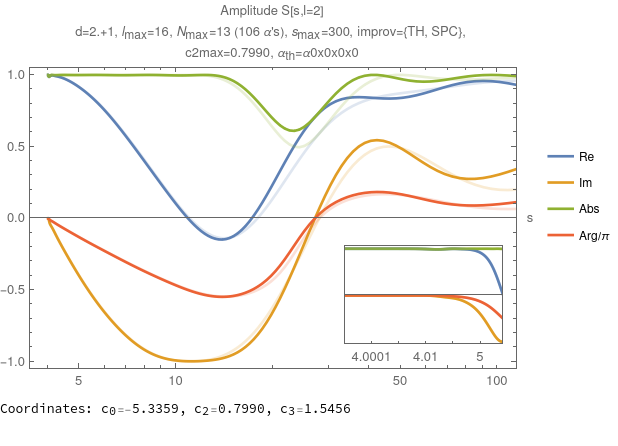 Amplitude S[s,l=2]
d=2.+1, lmax=16, Nmax=13 (106 α's), smax=300, improv={TH, SPC},
c2max=0.7990, αth=α0x0x0x0
1.0
0.5
0.0
-0.5
-1.0
s
5
10
50
100
4.0001
4.01
5
Re
Im
Abs
Arg/π
Coordinates: c0=-5.3359, c2=0.7990, c3=1.5456